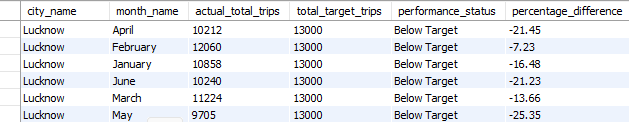 city_name month_name actual_total_trips total_target_trips performance_status percentage_difference
Lucknow April 10212 13000 Below Target -21.45
Lucknow February 12060 13000 Below Target -7.23
Lucknow January 10858 13000 Below Target -16.48
Lucknow June 10240 13000 Below Target -21.23
Lucknow March 11224 13000 Below Target -13.66
Lucknow May 9705 13000 Below Target -25.35